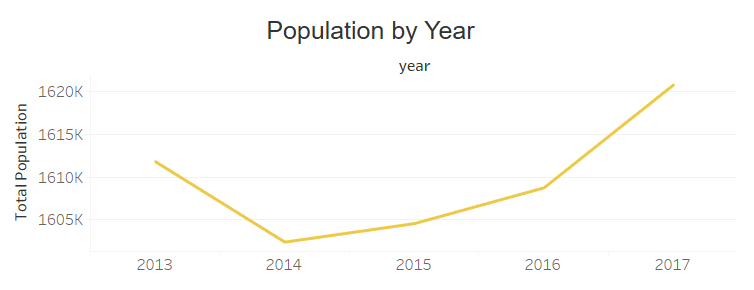 Population by Year
year
Total Population
1620K
1615K
1610K
1605K
2013 2014 2015 2016 2017